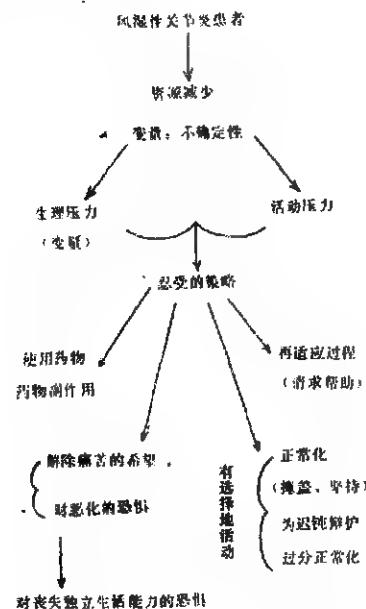 风湿性关节炎患者
资源减少
变量：不确定性
生理压力
（变量）
活动压力
忍受的策略
使用药物
药物副作用
再适应过程
（请求帮助）
解除痛苦的希望
对恶化的恐惧
有选择地活动
正常化
（掩盖、坚持）
为迟钝辩护
过分正常化
对丧失独立生活能力的恐惧